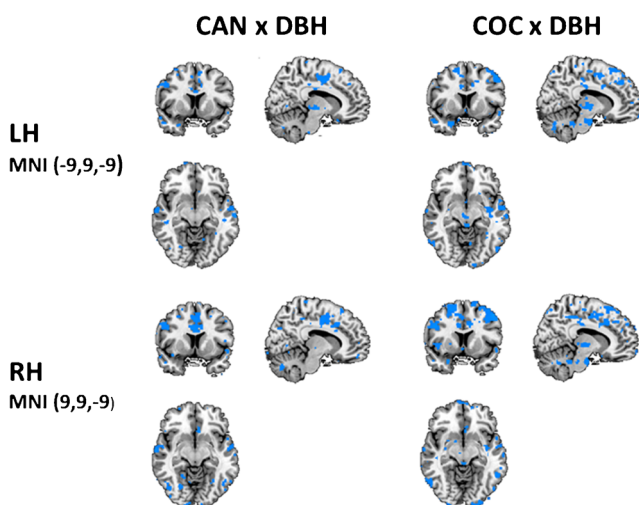 CAN x DBH
COC x DBH
LH
MNI (-9,9,-9)
RH
MNI (9,9,-9)